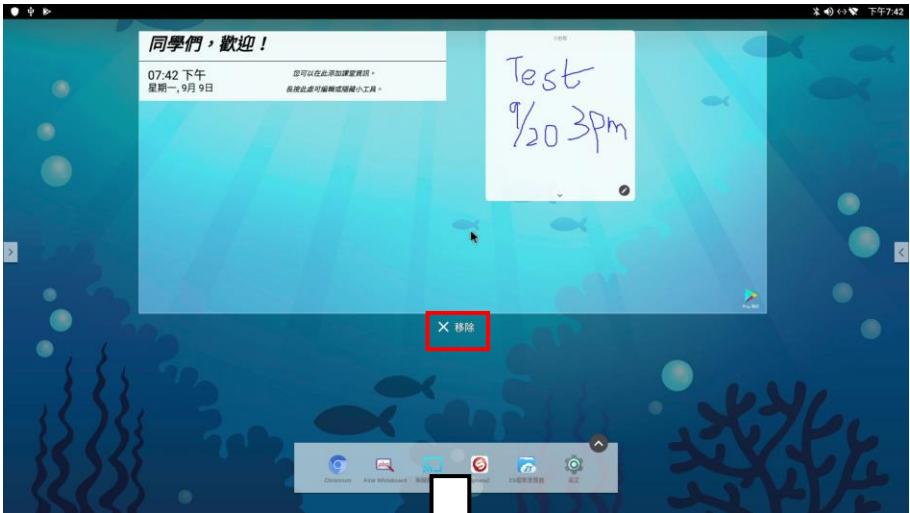 下午7:42
同學們，歡迎！
07:42 下午
星期一, 9月 9日
您可以在此添加課堂資訊。
長按此處可編輯或隱藏小工具。
Test
9/20 3pm
移除
Chromium
設定